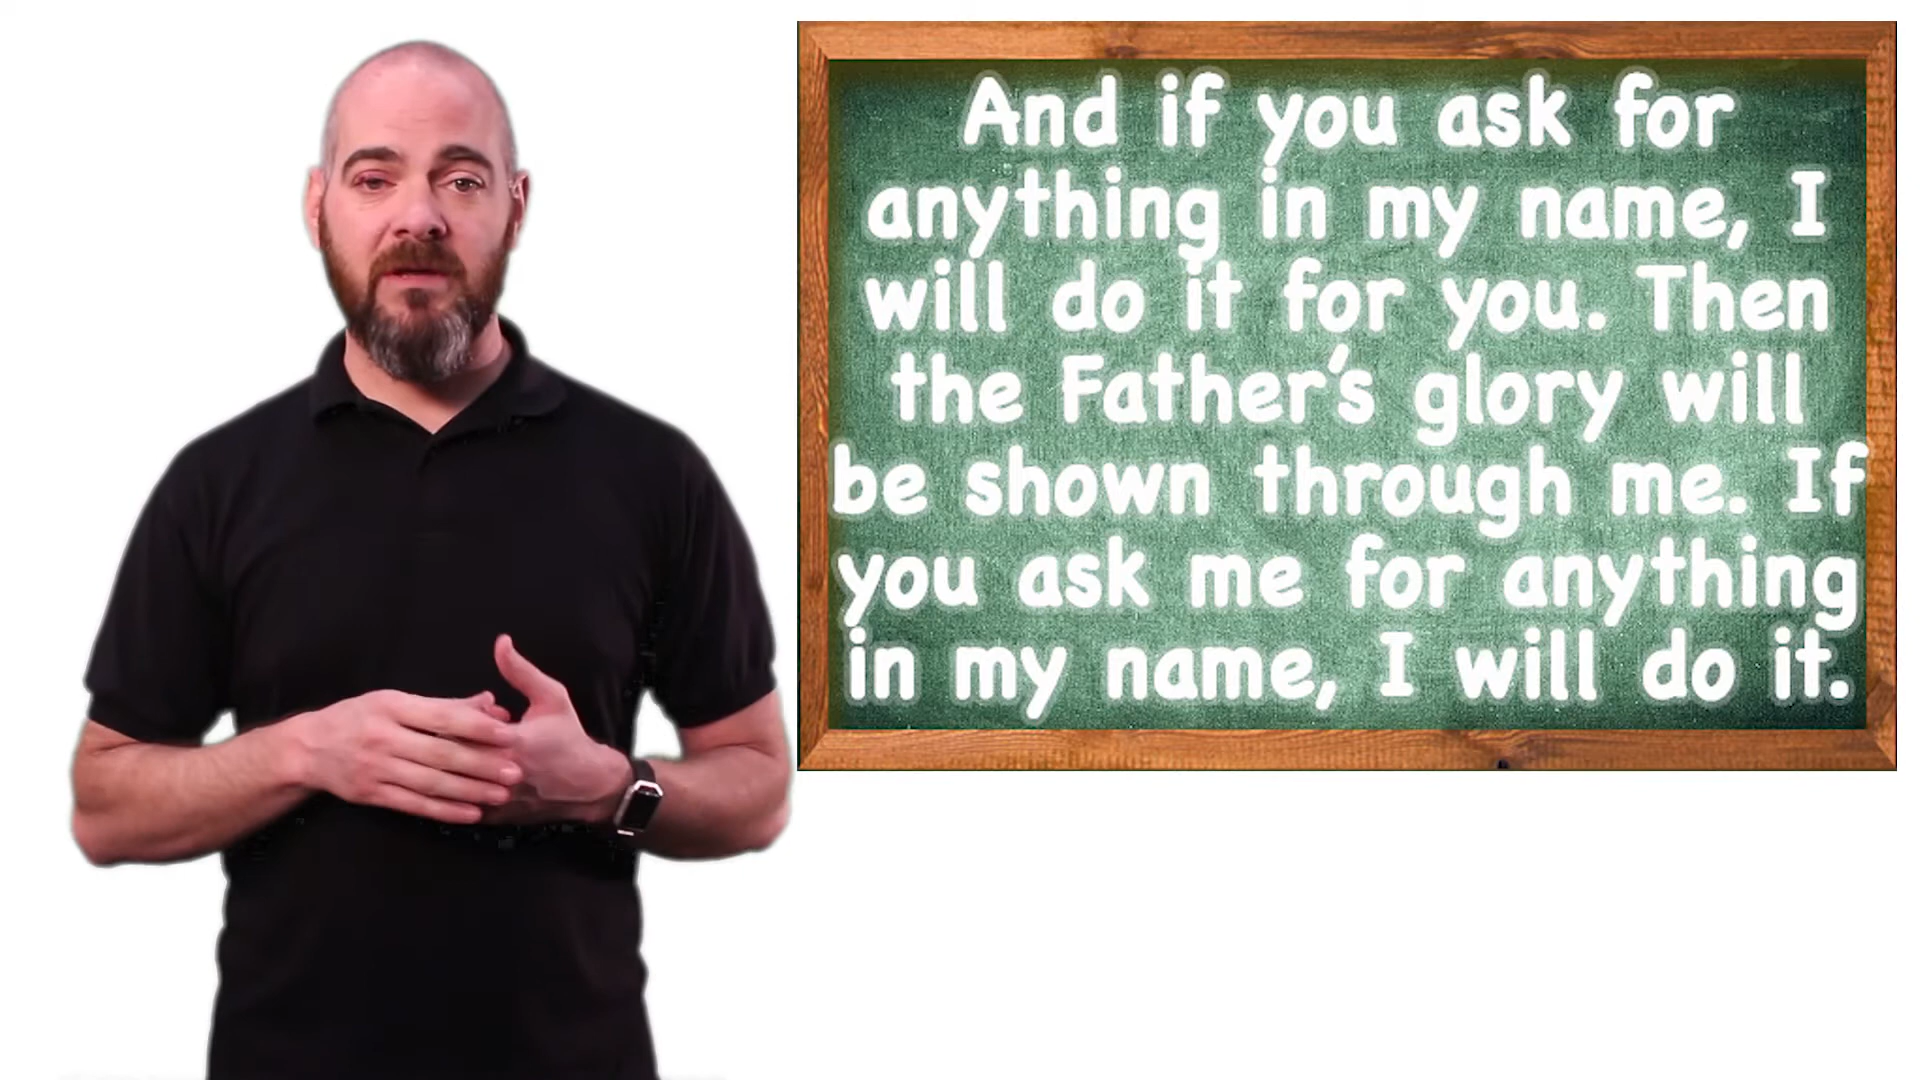 And if you ask for
anything in my name, I
will do it for you. Then
the Father's glory will
be shown through me. If
you ask me for anything
in my name, I will do it.